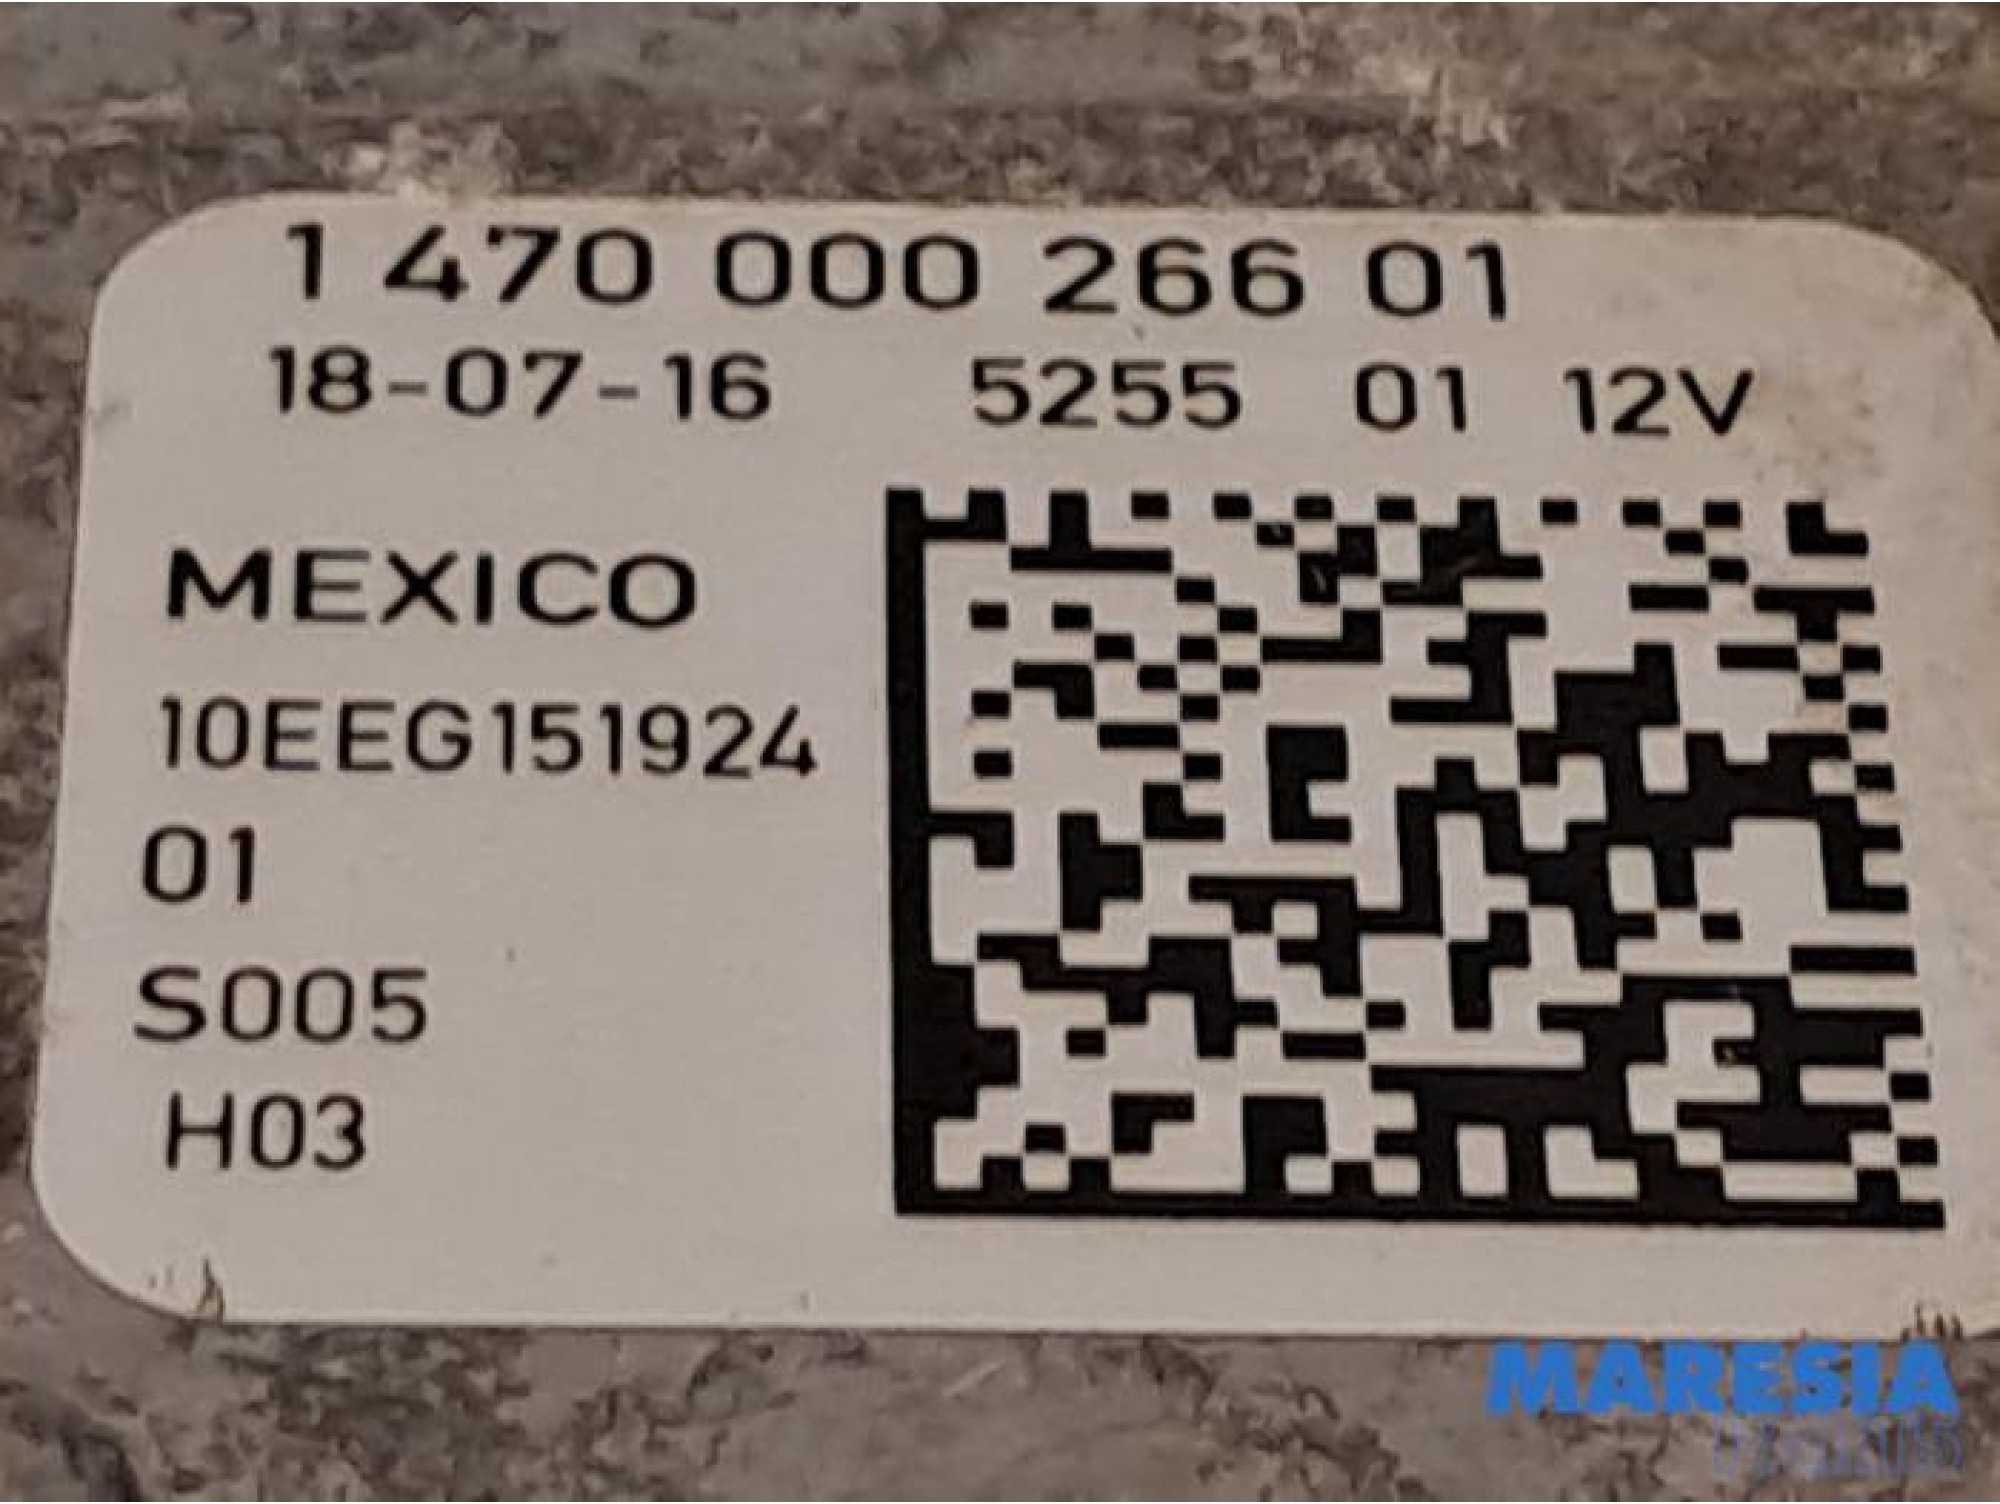 1 470 000 266 01
18-07-16 5255 01 12V
MEXICO
10EEG151924
01
S005
H03
MARESIA